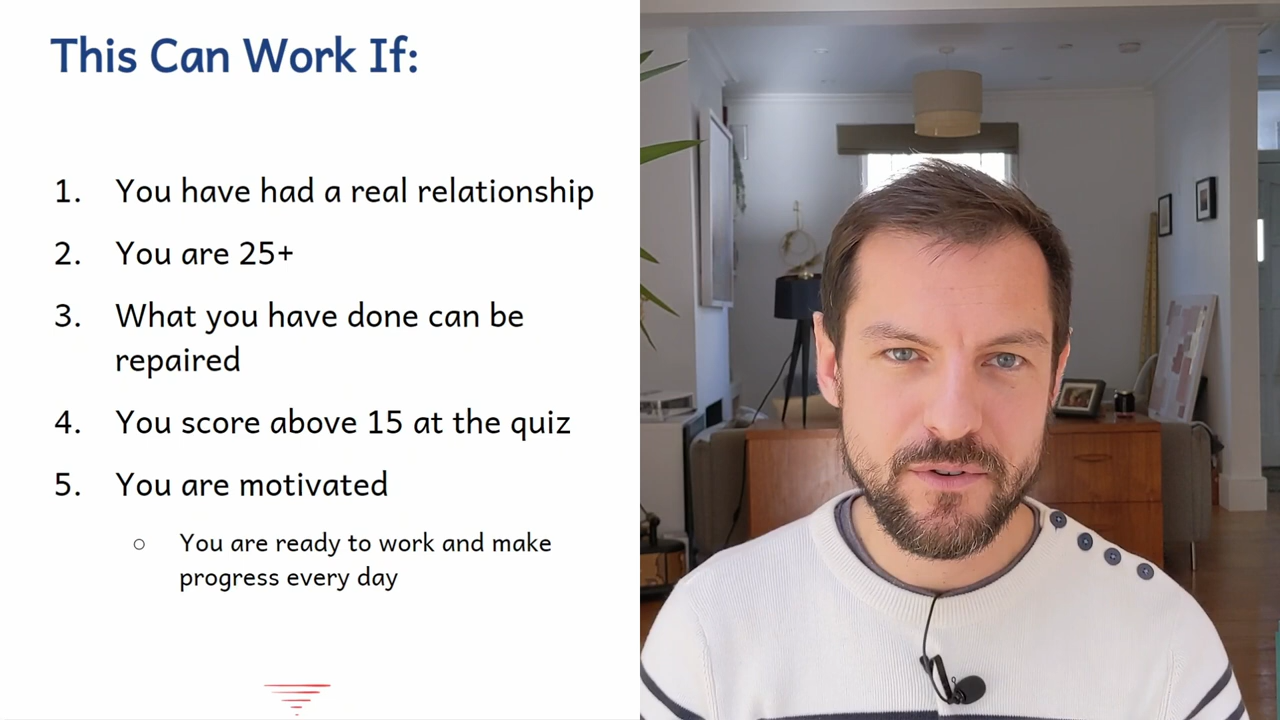 This Can Work If:
1. You have had a real relationship
2. You are 25+
3. What you have done can be
repaired
4. You score above 15 at the quiz
5. You are motivated
○ You are ready to work and make
progress every day